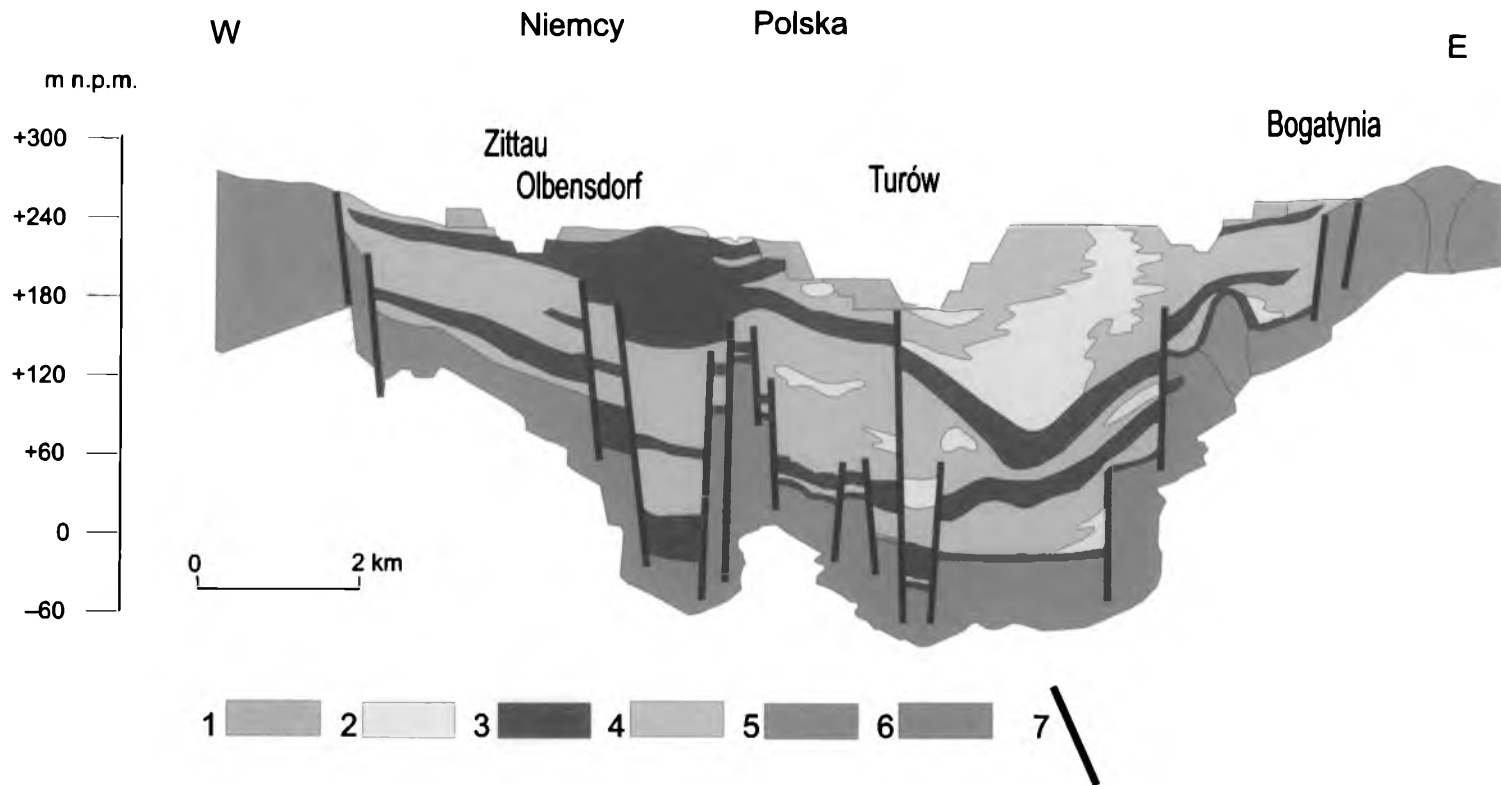 W Niemcy Polska E
m n.p.m.
+300
+240
+180
+120
+60
0
–60
Zittau
Olbensdorf
Turów
Bogatynia
0 2 km
1 2 3 4 5 6 7